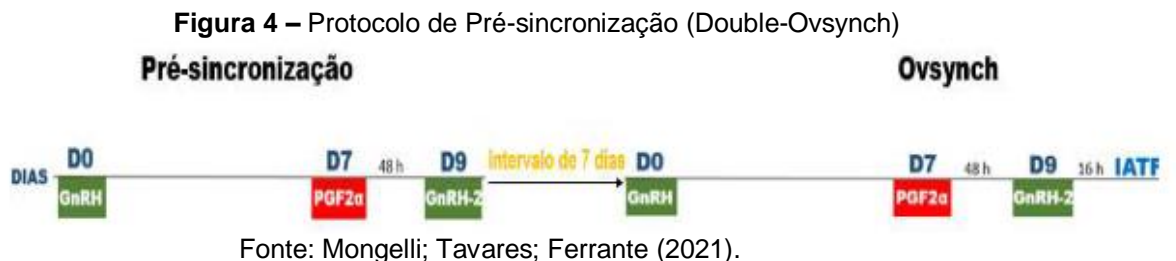 Figura 4 – Protocolo de Pré-sincronização (Double-Ovsynch)
Pré-sincronização Ovsynch
DIAS D0 D7 48 h D9 intervalo de 7 dias D0 D7 48 h D9 16 h IATF
GnRH PGF2α GnRH-2 GnRH PGF2α GnRH-2
Fonte: Mongelli; Tavares; Ferrante (2021).